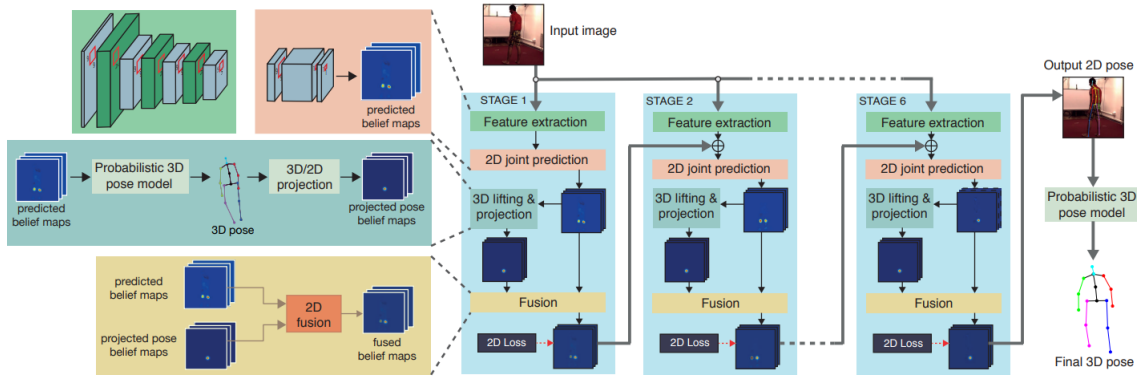 Input image
predicted
belief maps
predicted
belief maps
Probabilistic 3D
pose model
3D pose
3D/2D
projection
projected pose
belief maps
predicted
belief maps
projected pose
belief maps
2D
fusion
fused
belief maps
STAGE 1
Feature extraction
2D joint prediction
3D lifting &
projection
Fusion
2D Loss
STAGE 2
Feature extraction
2D joint prediction
3D lifting &
projection
Fusion
2D Loss
STAGE 6
Feature extraction
2D joint prediction
3D lifting &
projection
Fusion
2D Loss
Output 2D pose
Probabilistic 3D
pose model
Final 3D pose